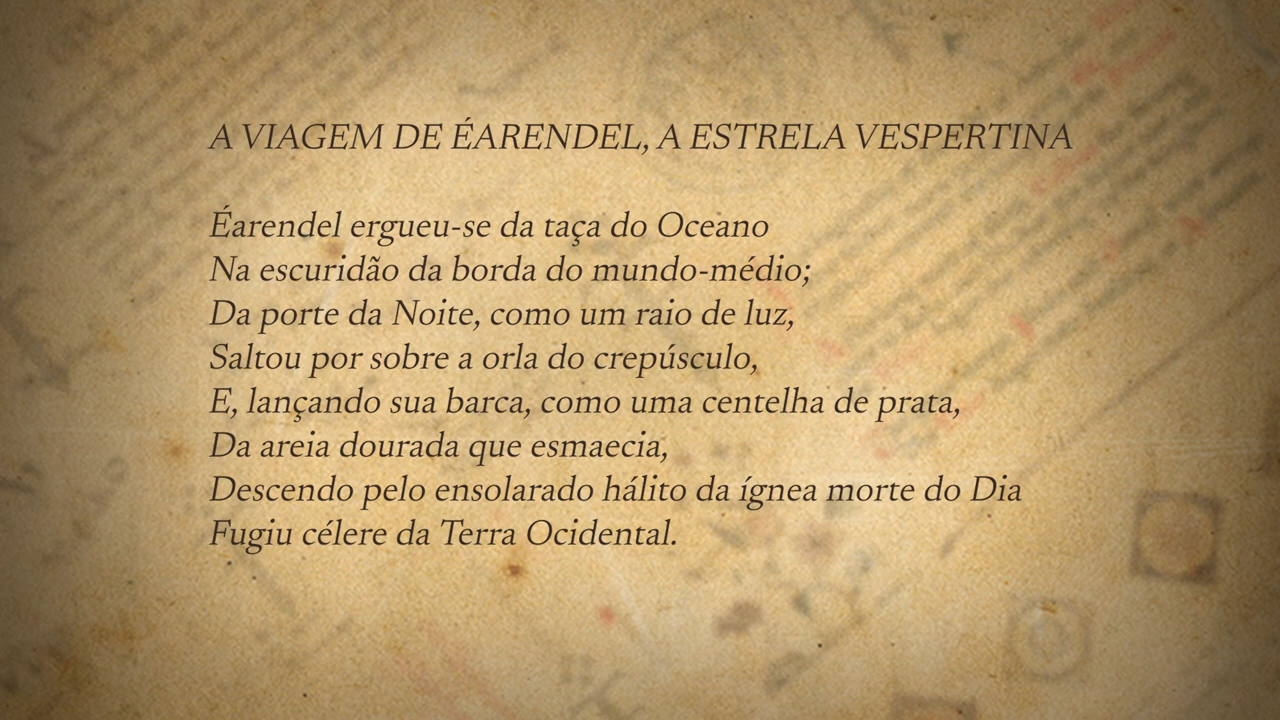 A VIAGEM DE ÉARENDEL, A ESTRELA VESPERTINA
Éarendel ergueu-se da taça do Oceano
Na escuridão da borda do mundo-médio;
Da porte da Noite, como um raio de luz,
Saltou por sobre a orla do crepúsculo,
E, lançando sua barca, como uma centelha de prata,
Da areia dourada que esmaecia,
Descendo pelo ensolarado hálito da ígnea morte do Dia
Fugiu célere da Terra Ocidental.